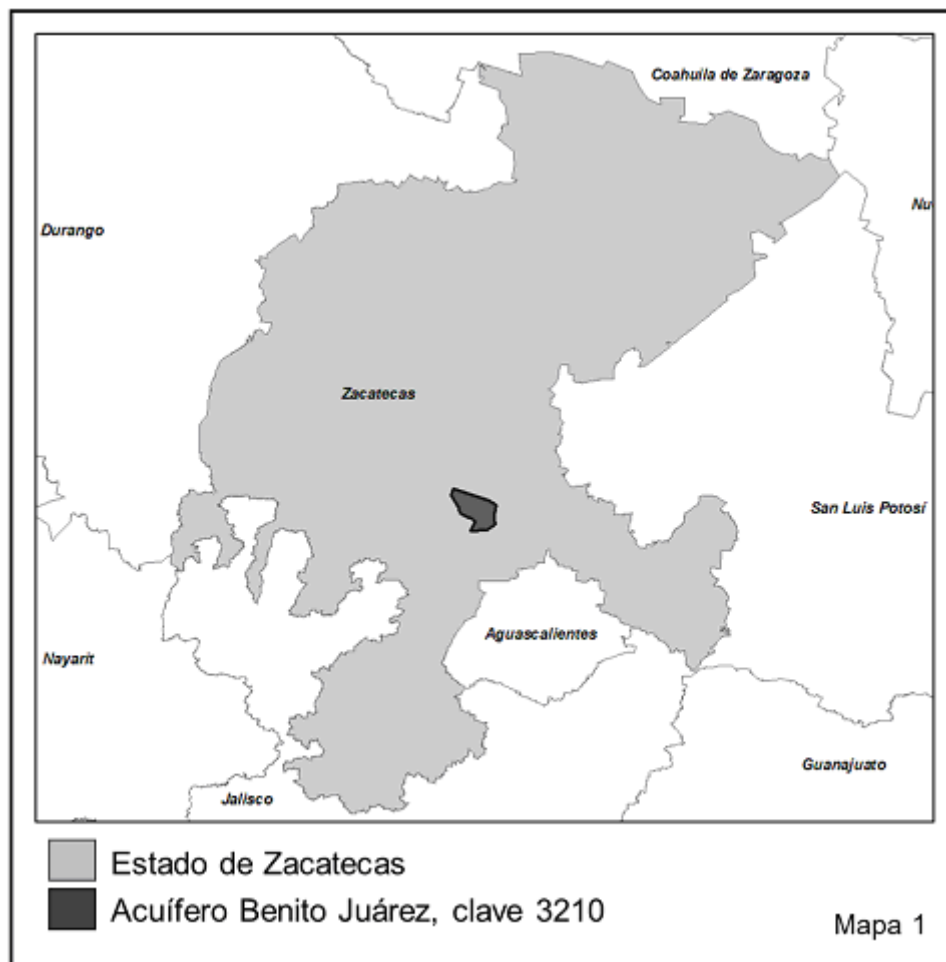 Coahuila de Zaragoza
Nu
Durango
Zacatecas
San Luis Potosí
Aguascalientes
Nayarit
Guanajuato
Jalisco
Estado de Zacatecas
Acuífero Benito Juárez, clave 3210
Mapa 1